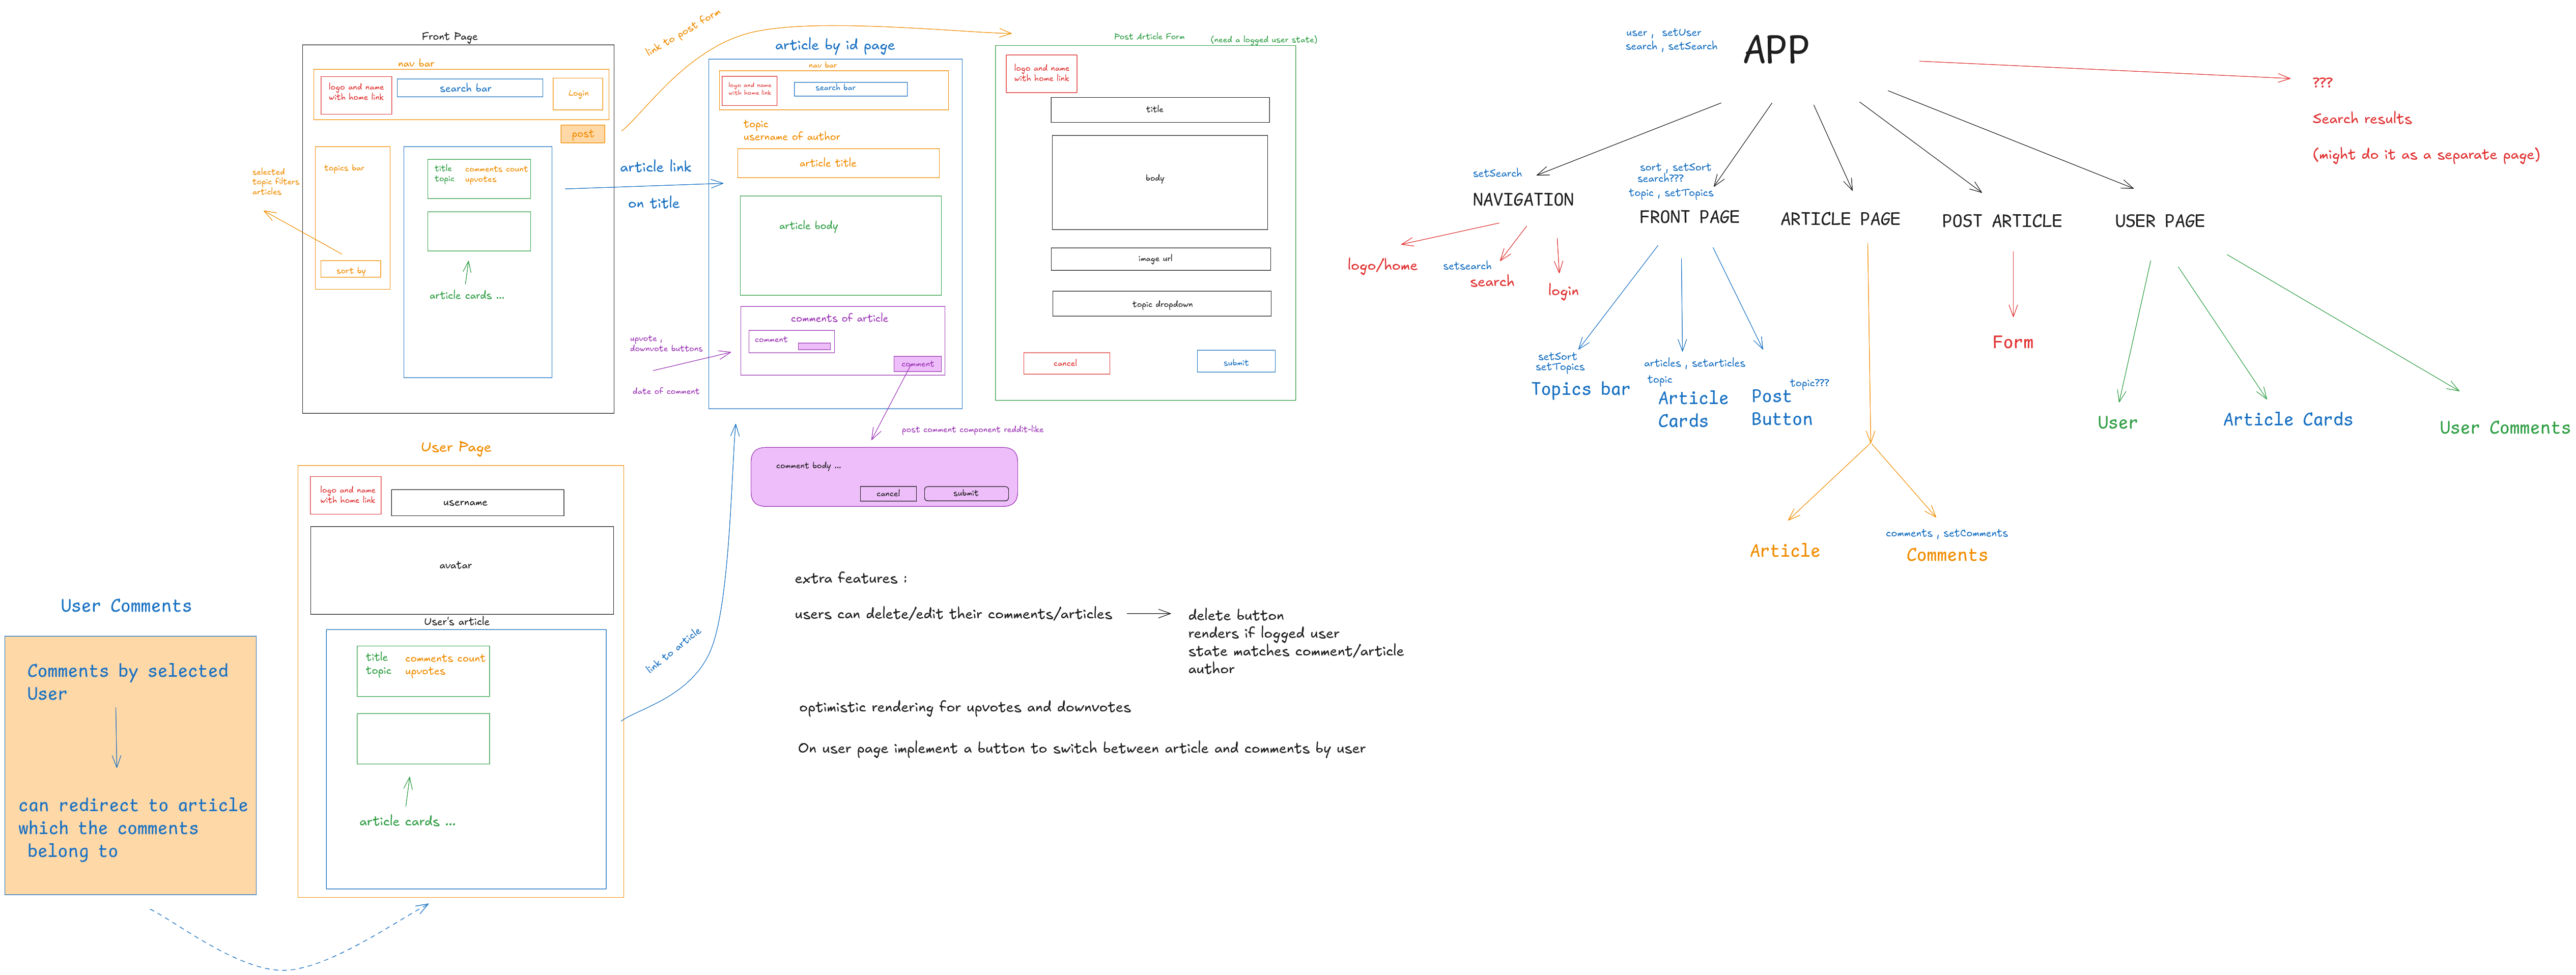 Front Page
nav bar
logo and name
with home link
search bar
Login
post
topics bar
sort by
selected
topic filters
articles
title
topic
comments count
upvotes
article cards ...
link to post form
article link
on title
article by id page
nav bar
logo and name
with home link
search bar
topic
username of author
article title
article body
comments of article
comment
comment
upvote ,
downvote buttons
date of comment
post comment component reddit-like
comment body ...
cancel
submit
Post Article Form
(need a logged user state)
logo and name
with home link
title
body
image url
topic dropdown
cancel
submit
User Page
logo and name
with home link
username
avatar
User's article
title
topic
comments count
upvotes
article cards ...
link to article
User Comments
Comments by selected
User
can redirect to article
which the comments
belong to
extra features :
users can delete/edit their comments/articles
delete button
renders if logged user
state matches comment/article
author
optimistic rendering for upvotes and downvotes
On user page implement a button to switch between article and comments by user
user , setUser
search , setSearch
APP
???
Search results
(might do it as a separate page)
setSearch
NAVIGATION
logo/home
setsearch
search
login
sort , setSort
search???
topic , setTopics
FRONT PAGE
setSort
setTopics
Topics bar
articles , setarticles
topic
Article
Cards
topic???
Post
Button
ARTICLE PAGE
Article
comments , setComments
Comments
POST ARTICLE
Form
USER PAGE
User
Article Cards
User Comments